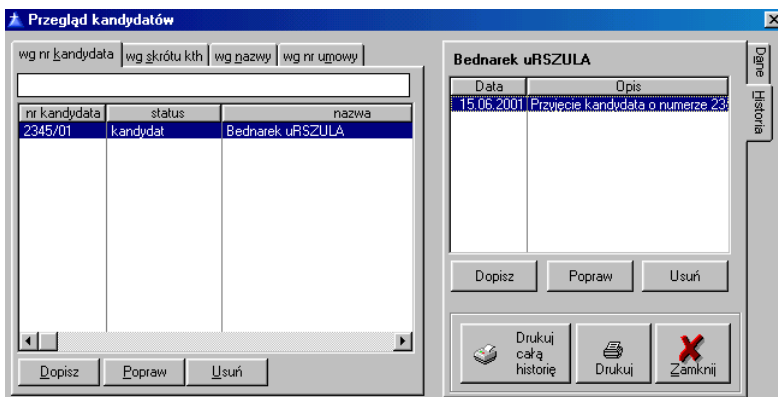 Przegląd kandydatów
wg nr kandydata wg skrótu kth wg nazwy wg nr umowy
nr kandydata status nazwa
2345/01 kandydat Bednarek uRSZULA
Dopisz Popraw Usuń
Bednarek uRSZULA
Data Opis
15.06.2001 Przyjęcie kandydata o numerze 234
Dopisz Popraw Usuń
Drukuj całą historię
Drukuj
Zamknij
Dane
Historia